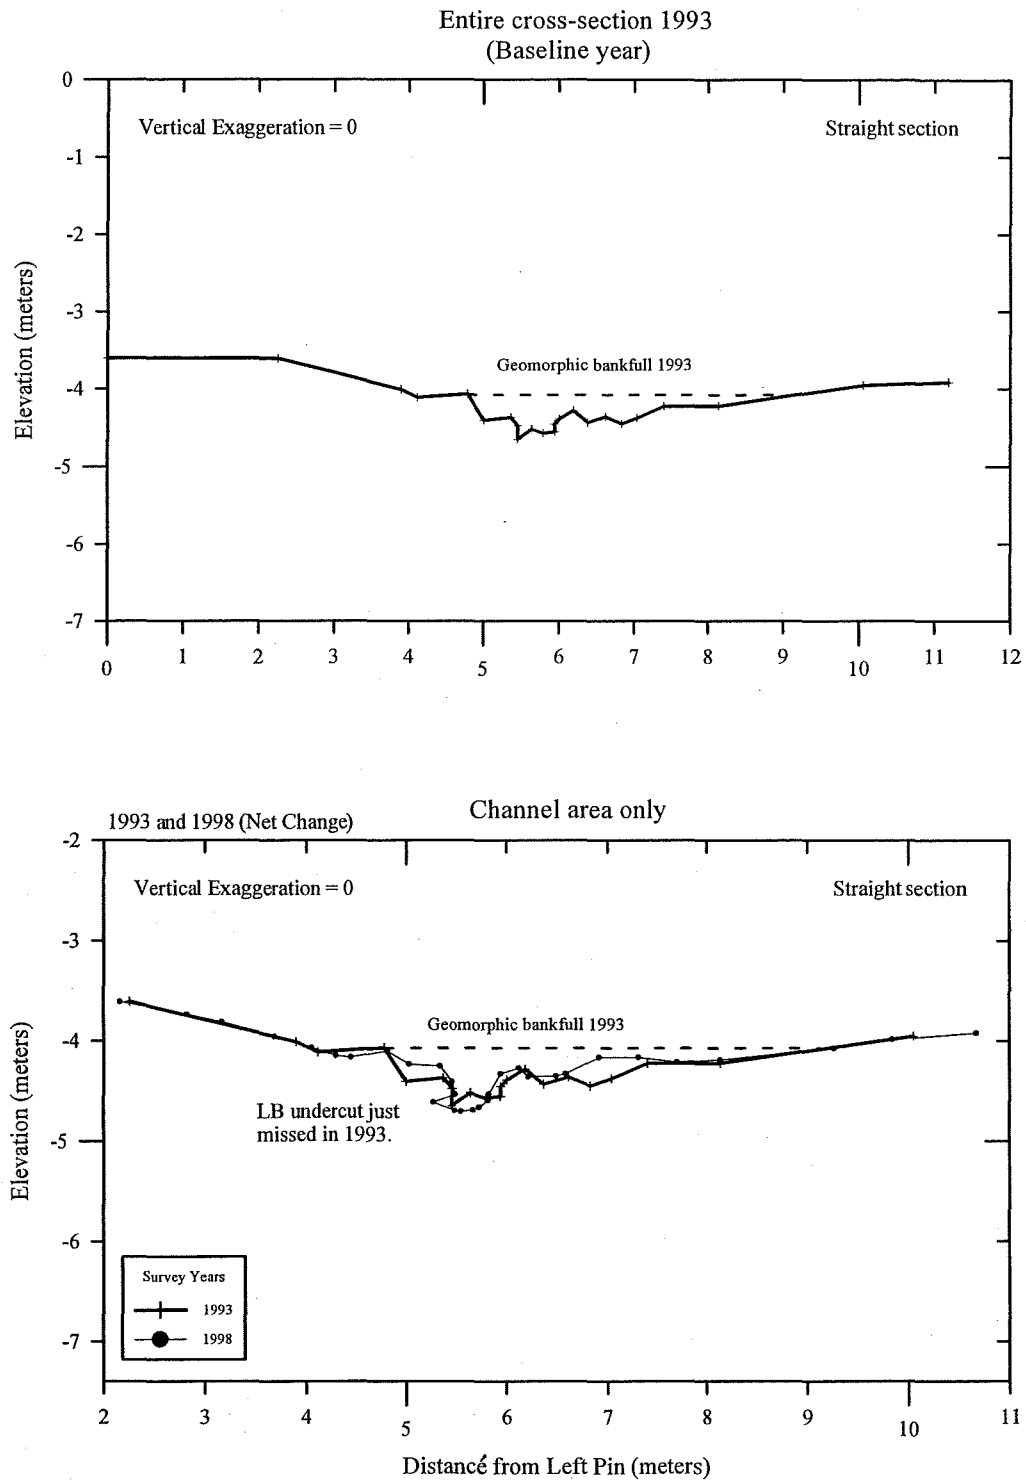 Entire cross-section 1993
(Baseline year)
0
Vertical Exaggeration = 0
Straight section
-1
-2
-3
Geomorphic bankfull 1993
-4
-5
-6
-7
Elevation (meters)
0 1 2 3 4 5 6 7 8 9 10 11 12
1993 and 1998 (Net Change)
Channel area only
-2
Vertical Exaggeration = 0
Straight section
-3
Geomorphic bankfull 1993
-4
LB undercut just
missed in 1993.
-5
-6
-7
Elevation (meters)
Survey Years
1993
1998
2 3 4 5 6 7 8 9 10 11
Distance from Left Pin (meters)